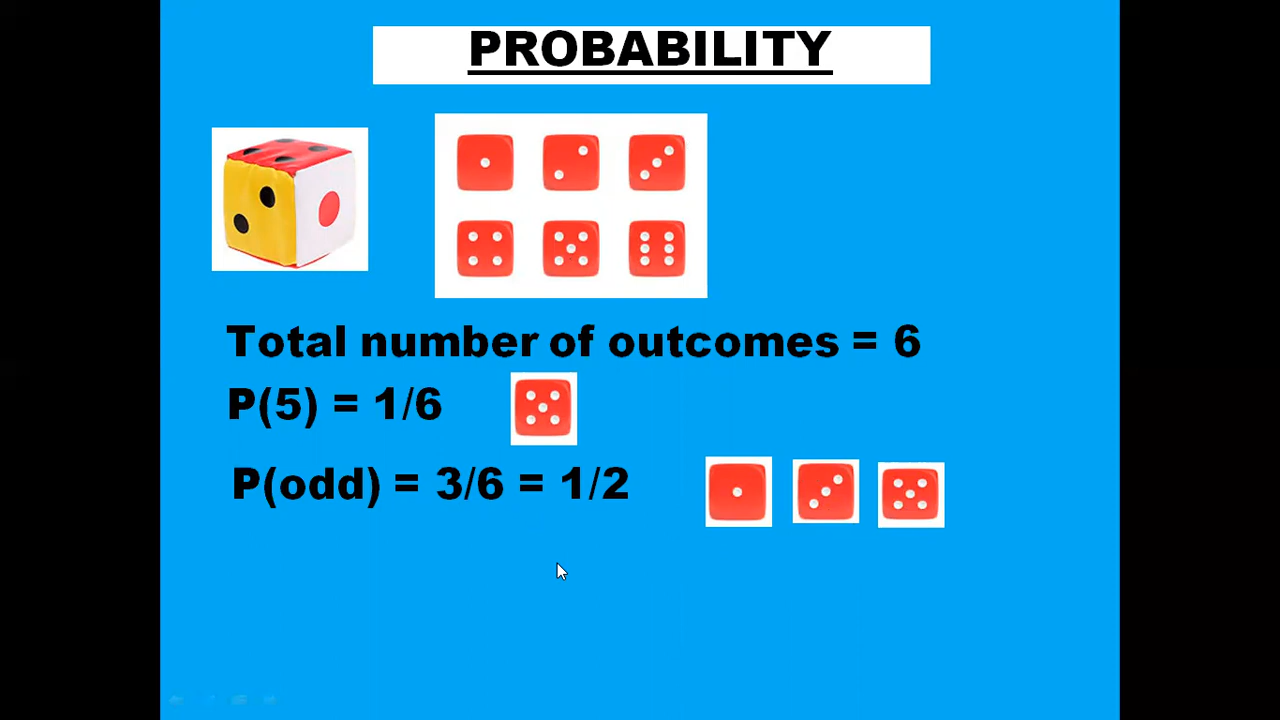 PROBABILITY
Total number of outcomes = 6
P(5) = 1/6
P(odd) = 3/6 = 1/2